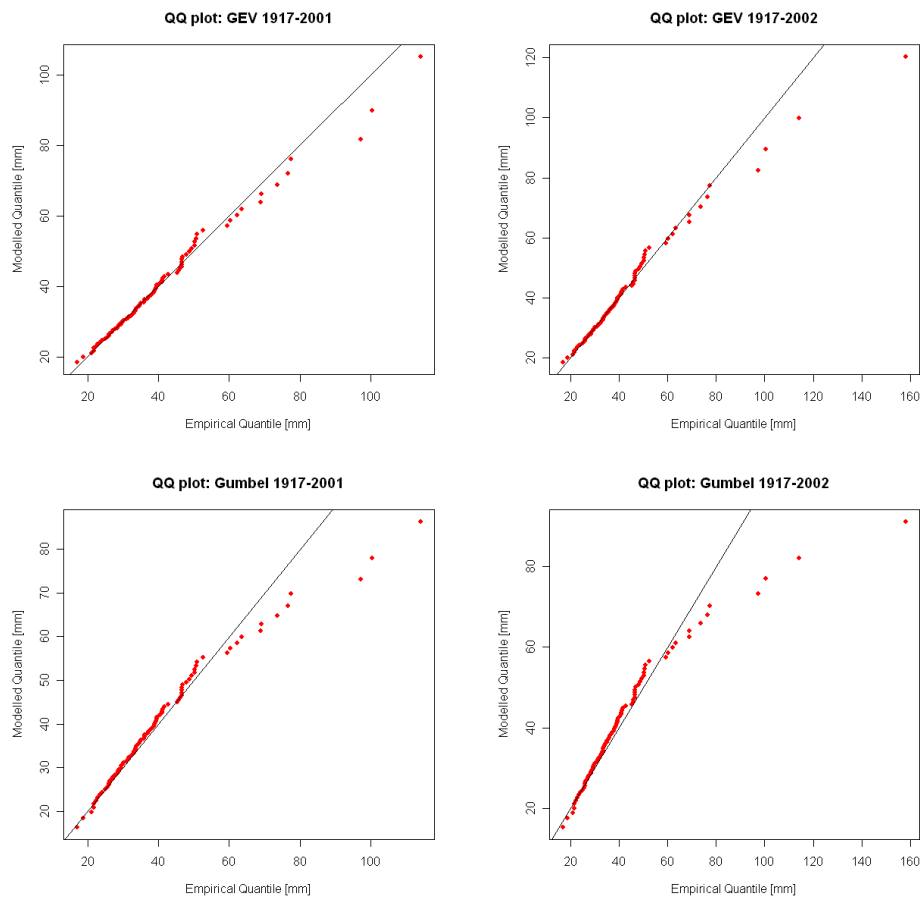 QQ plot: GEV 1917-2001
Modelled Quantile [mm]
100
80
60
40
20
20 40 60 80 100
Empirical Quantile [mm]
QQ plot: GEV 1917-2002
Modelled Quantile [mm]
120
100
80
60
40
20
20 40 60 80 100 120 140 160
Empirical Quantile [mm]
QQ plot: Gumbel 1917-2001
Modelled Quantile [mm]
80
70
60
50
40
30
20
20 40 60 80 100
Empirical Quantile [mm]
QQ plot: Gumbel 1917-2002
Modelled Quantile [mm]
80
60
40
20
20 40 60 80 100 120 140 160
Empirical Quantile [mm]